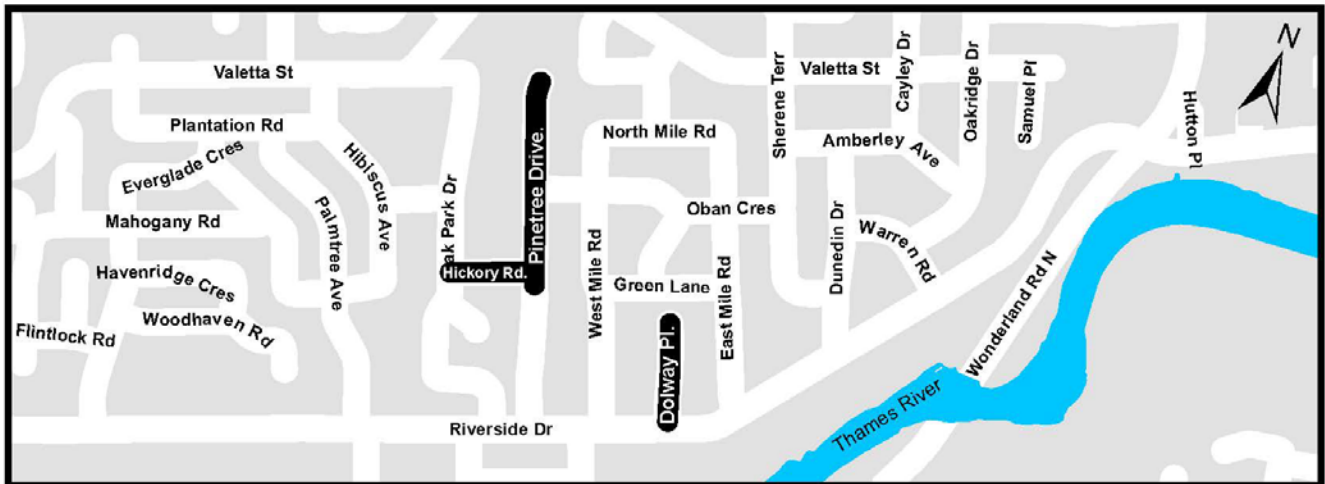 N
Valetta St
Sherene Terr
Valetta St
Cayley Dr
Oakridge Dr
Samuel Pl
Hutton Pl
Plantation Rd
Pinetree Drive.
North Mile Rd
Amberley Ave
Everglade Cres
Hibiscus Ave
ak Park Dr
Mahogany Rd
Palmtree Ave
Oban Cres
Dunedin Dr
Warren Rd
Havenridge Cres
Hickory Rd.
West Mile Rd
Green Lane
East Mile Rd
Wonderland Rd N
Flintlock Rd
Woodhaven Rd
Dolway Pl.
Thames River
Riverside Dr